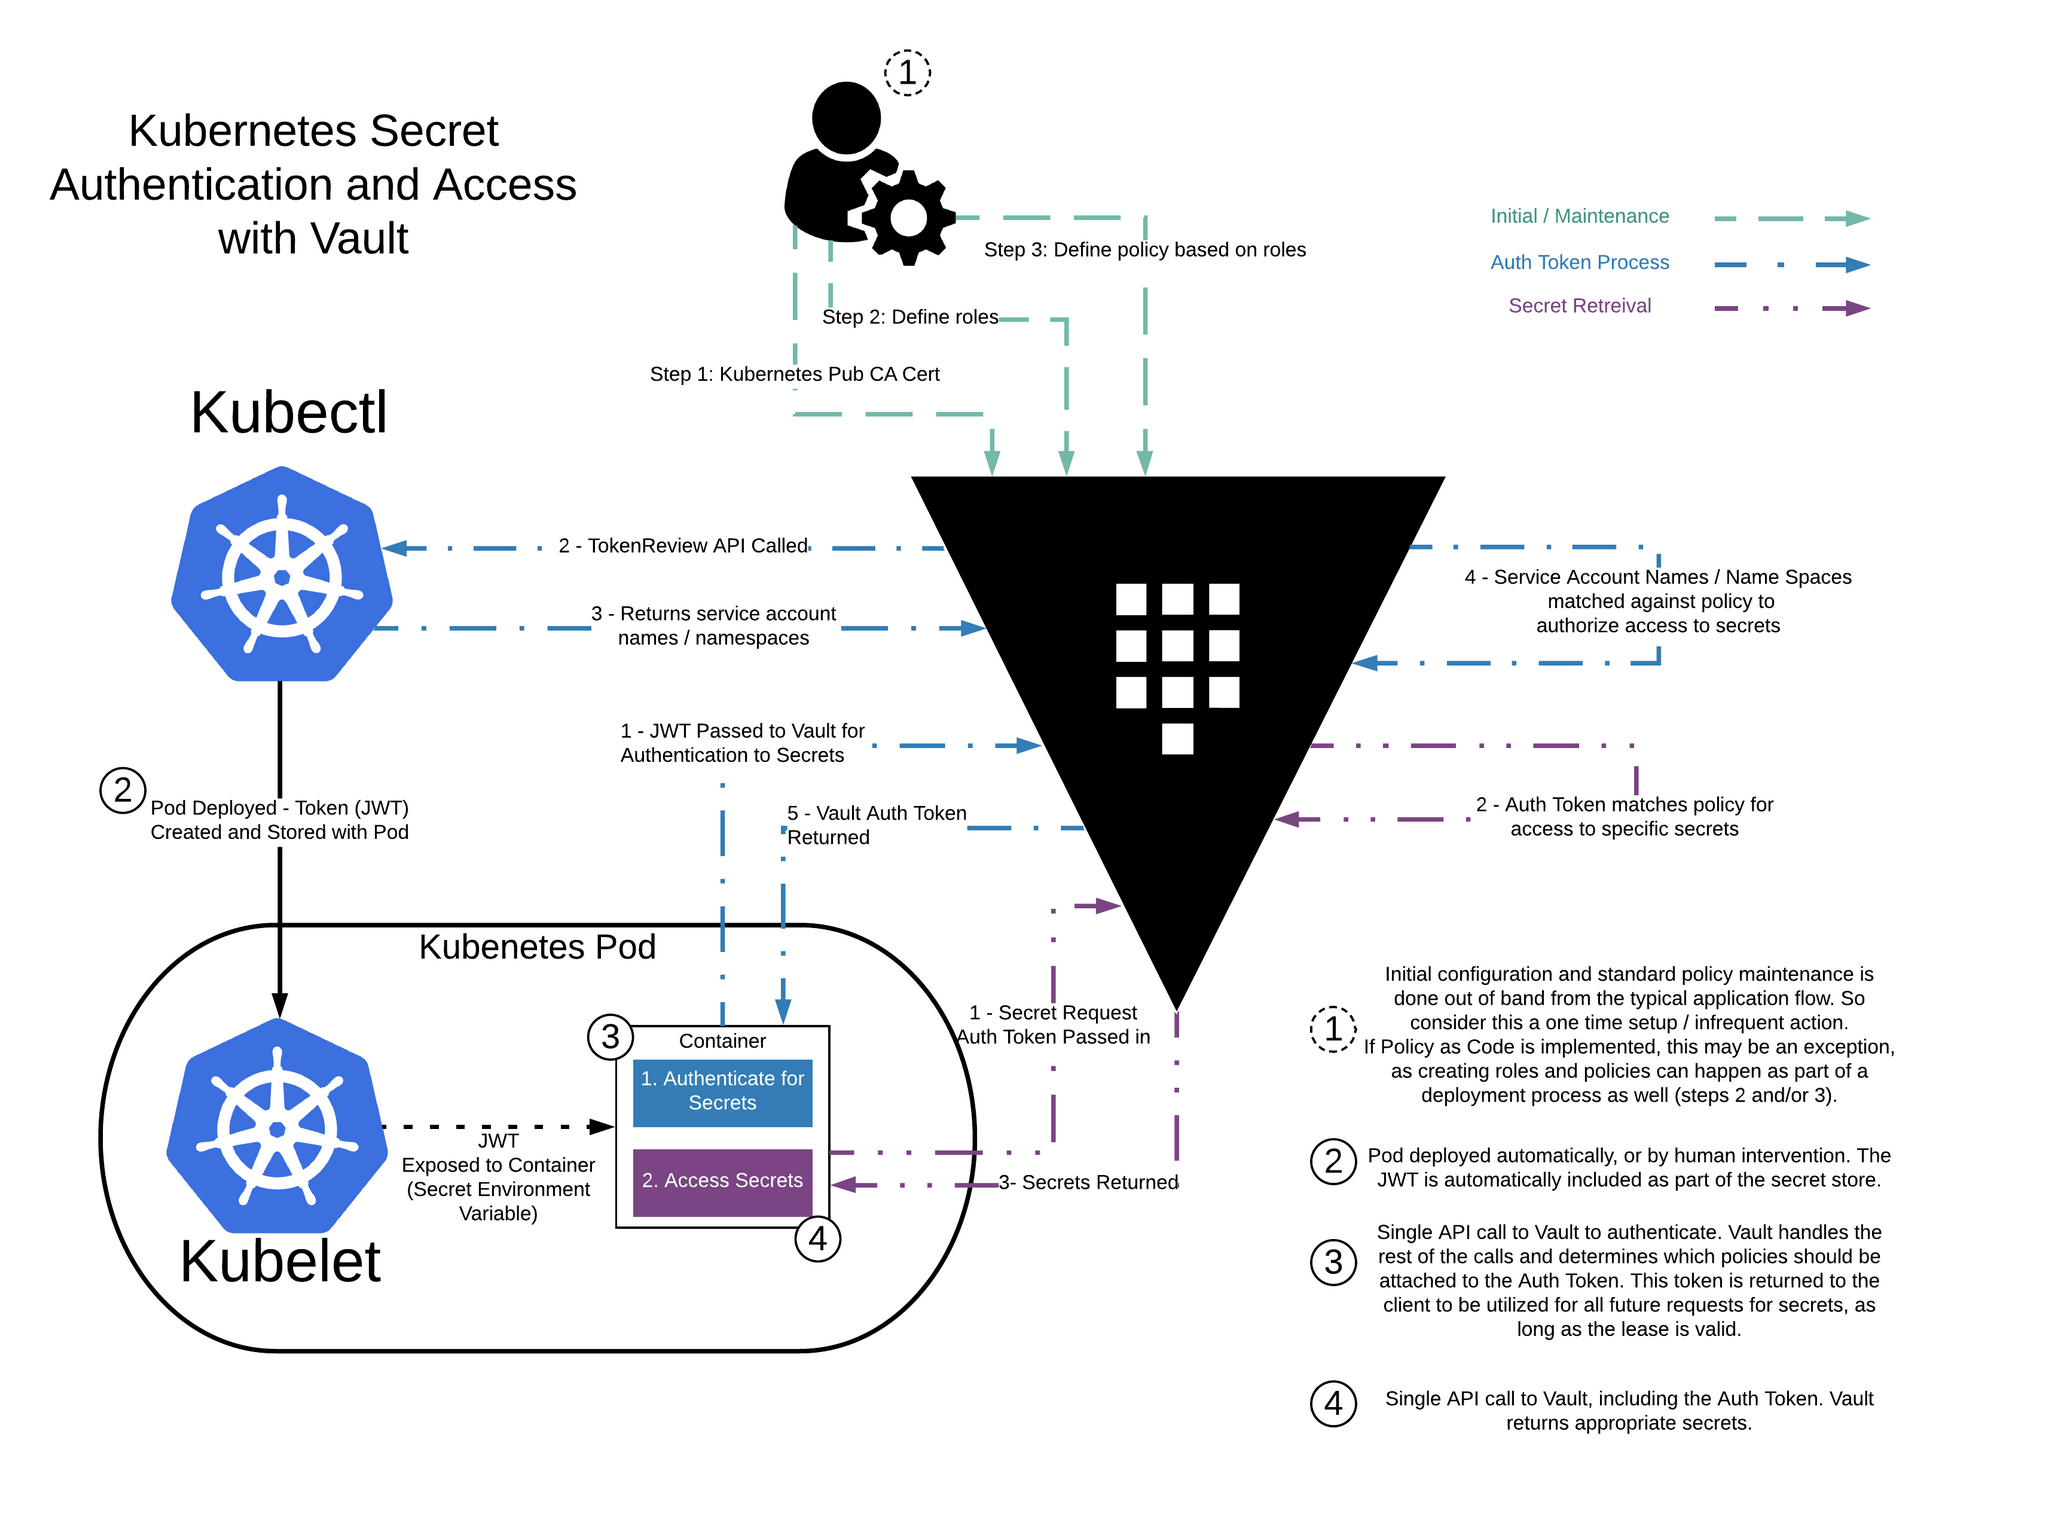 Kubernetes Secret
Authentication and Access
with Vault
1
Step 3: Define policy based on roles
Step 2: Define roles
Step 1: Kubernetes Pub CA Cert
Initial / Maintenance
Auth Token Process
Secret Retreival
Kubectl
2 - TokenReview API Called
3 - Returns service account
names / namespaces
4 - Service Account Names / Name Spaces
matched against policy to
authorize access to secrets
1 - JWT Passed to Vault for
Authentication to Secrets
2
Pod Deployed - Token (JWT)
Created and Stored with Pod
5 - Vault Auth Token
Returned
2 - Auth Token matches policy for
access to specific secrets
Kubenetes Pod
3
Container
1. Authenticate for
Secrets
2. Access Secrets
4
JWT
Exposed to Container
(Secret Environment
Variable)
Kubelet
1 - Secret Request
Auth Token Passed in
3- Secrets Returned
1
Initial configuration and standard policy maintenance is
done out of band from the typical application flow. So
consider this a one time setup / infrequent action.
If Policy as Code is implemented, this may be an exception,
as creating roles and policies can happen as part of a
deployment process as well (steps 2 and/or 3).
2
Pod deployed automatically, or by human intervention. The
JWT is automatically included as part of the secret store.
3
Single API call to Vault to authenticate. Vault handles the
rest of the calls and determines which policies should be
attached to the Auth Token. This token is returned to the
client to be utilized for all future requests for secrets, as
long as the lease is valid.
4
Single API call to Vault, including the Auth Token. Vault
returns appropriate secrets.